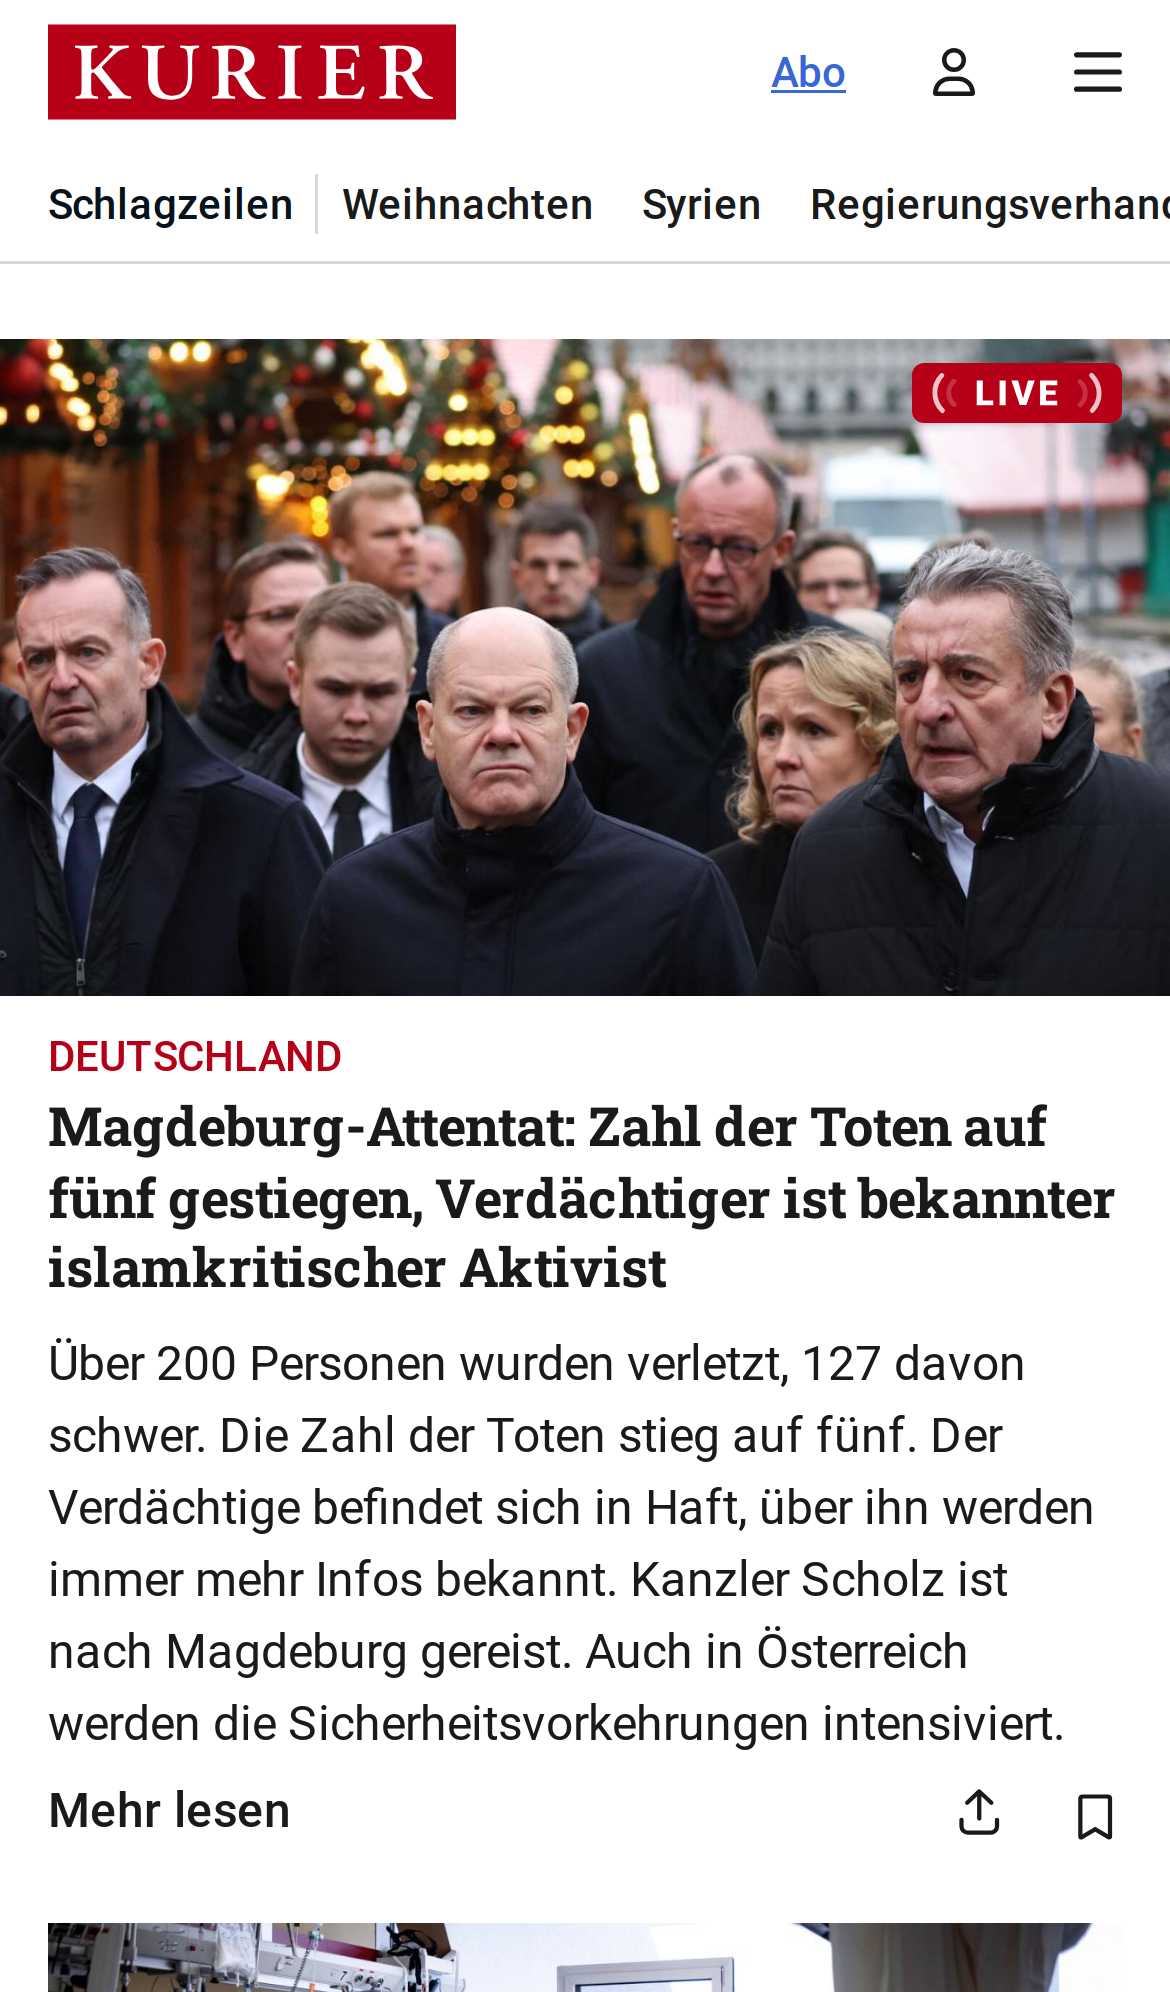 KURIER
Abo
Schlagzeilen
Weihnachten
Syrien
Regierungsverhand
LIVE
DEUTSCHLAND
Magdeburg-Attentat: Zahl der Toten auf
fünf gestiegen, Verdächtiger ist bekannter
islamkritischer Aktivist
Über 200 Personen wurden verletzt, 127 davon
schwer. Die Zahl der Toten stieg auf fünf. Der
Verdächtige befindet sich in Haft, über ihn werden
immer mehr Infos bekannt. Kanzler Scholz ist
nach Magdeburg gereist. Auch in Österreich
werden die Sicherheitsvorkehrungen intensiviert.
Mehr lesen